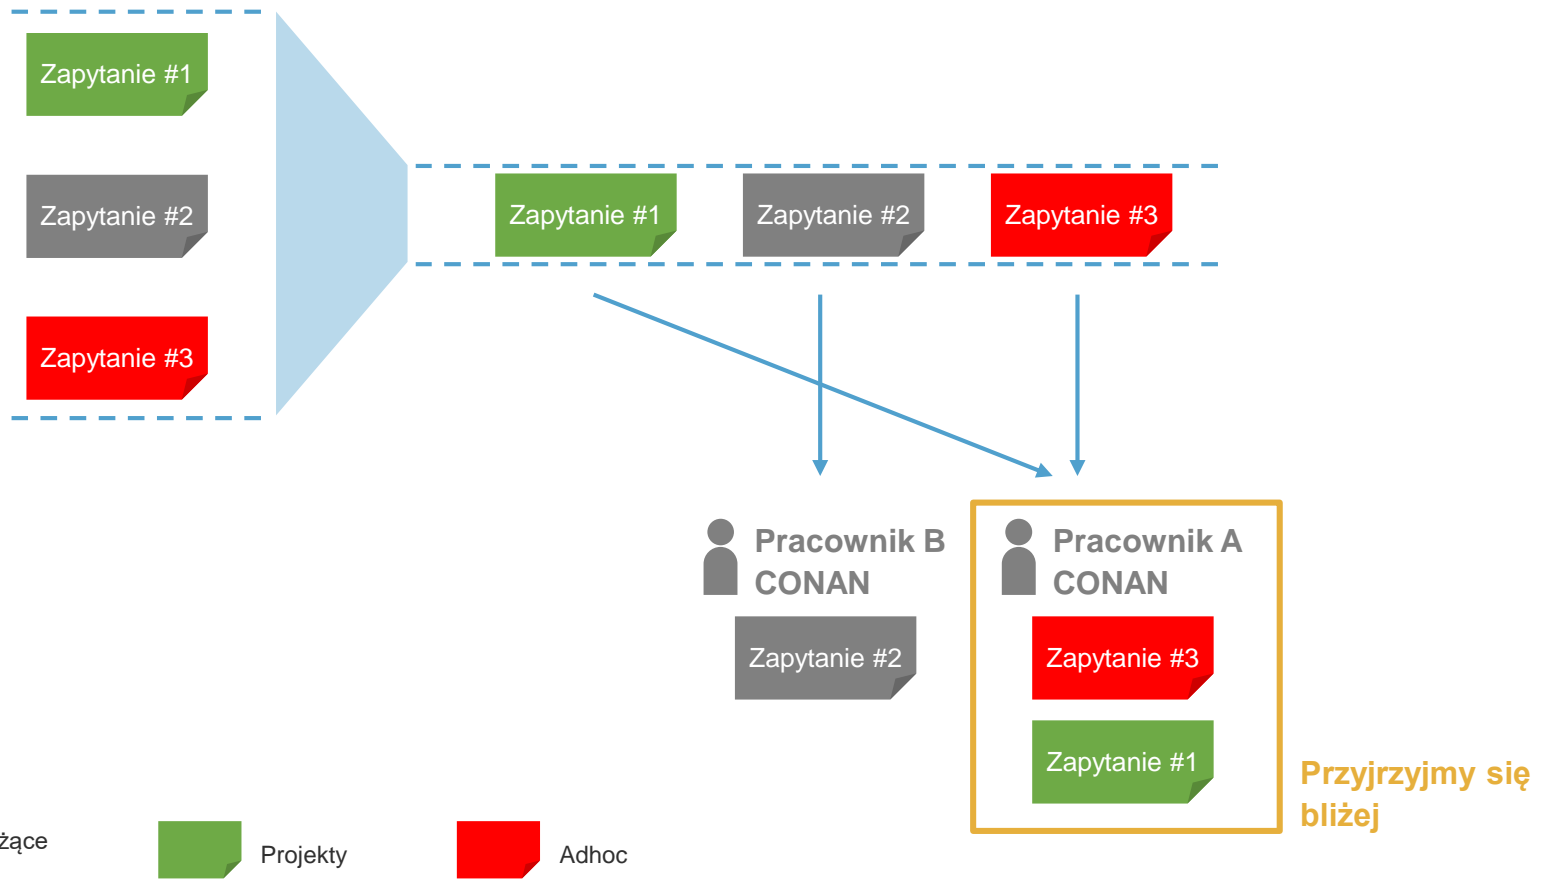 Zapytanie #1
Zapytanie #2
Zapytanie #3
Zapytanie #1
Zapytanie #2
Zapytanie #3
Pracownik B
CONAN
Zapytanie #2
Pracownik A
CONAN
Zapytanie #3
Zapytanie #1
Przyjrzyjmy się
bliżej
żące
Projekty
Adhoc